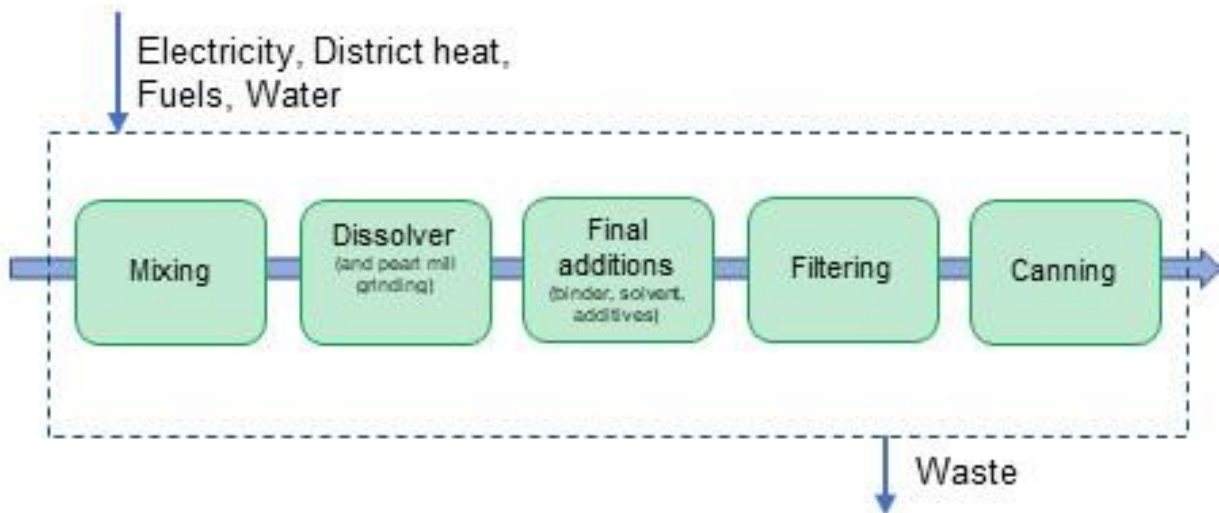 Electricity, District heat,
Fuels, Water
Mixing
Dissolver
(and pearl mill
grinding)
Final
additions
(binder, solvent,
additives)
Filtering
Canning
Waste